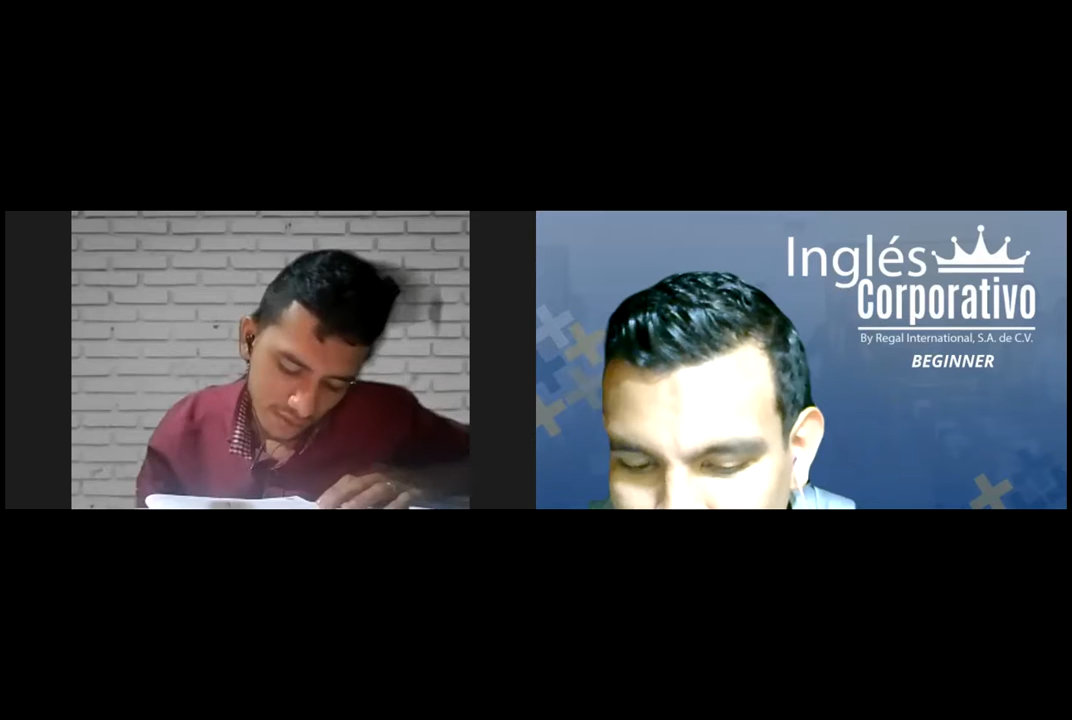 Inglés
Corporativo
By Regal International, S.A. de C.V.
BEGINNER